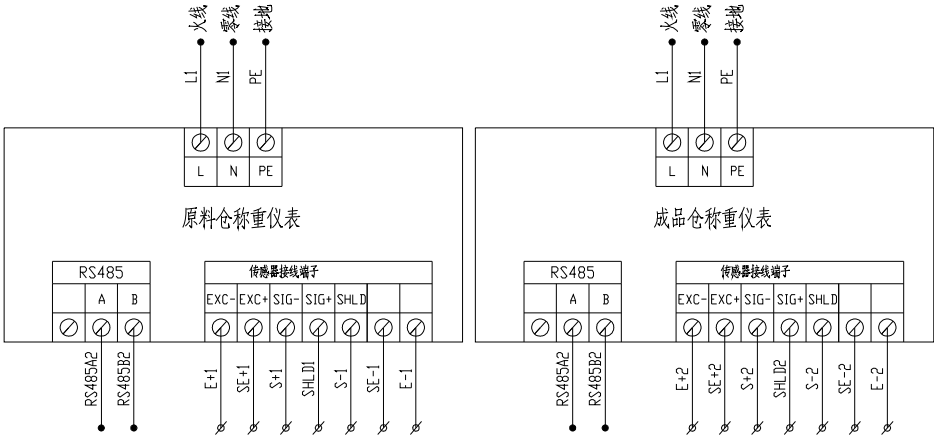 火线 零线 接地 火线 零线 接地
L1 N1 PE L1 N1 PE
L N PE L N PE
原料仓称重仪表 成品仓称重仪表
RS485 传感器接线端子 RS485 传感器接线端子
A B EXC- EXC+ SIG- SIG+ SHLD A B EXC- EXC+ SIG- SIG+ SHLD
RS485A2 RS485B2 E+1 SE+1 S+1 SHLD1 S-1 SE-1 E-1 RS485A2 RS485B2 E+2 SE+2 S+2 SHLD2 S-2 SE-2 E-2